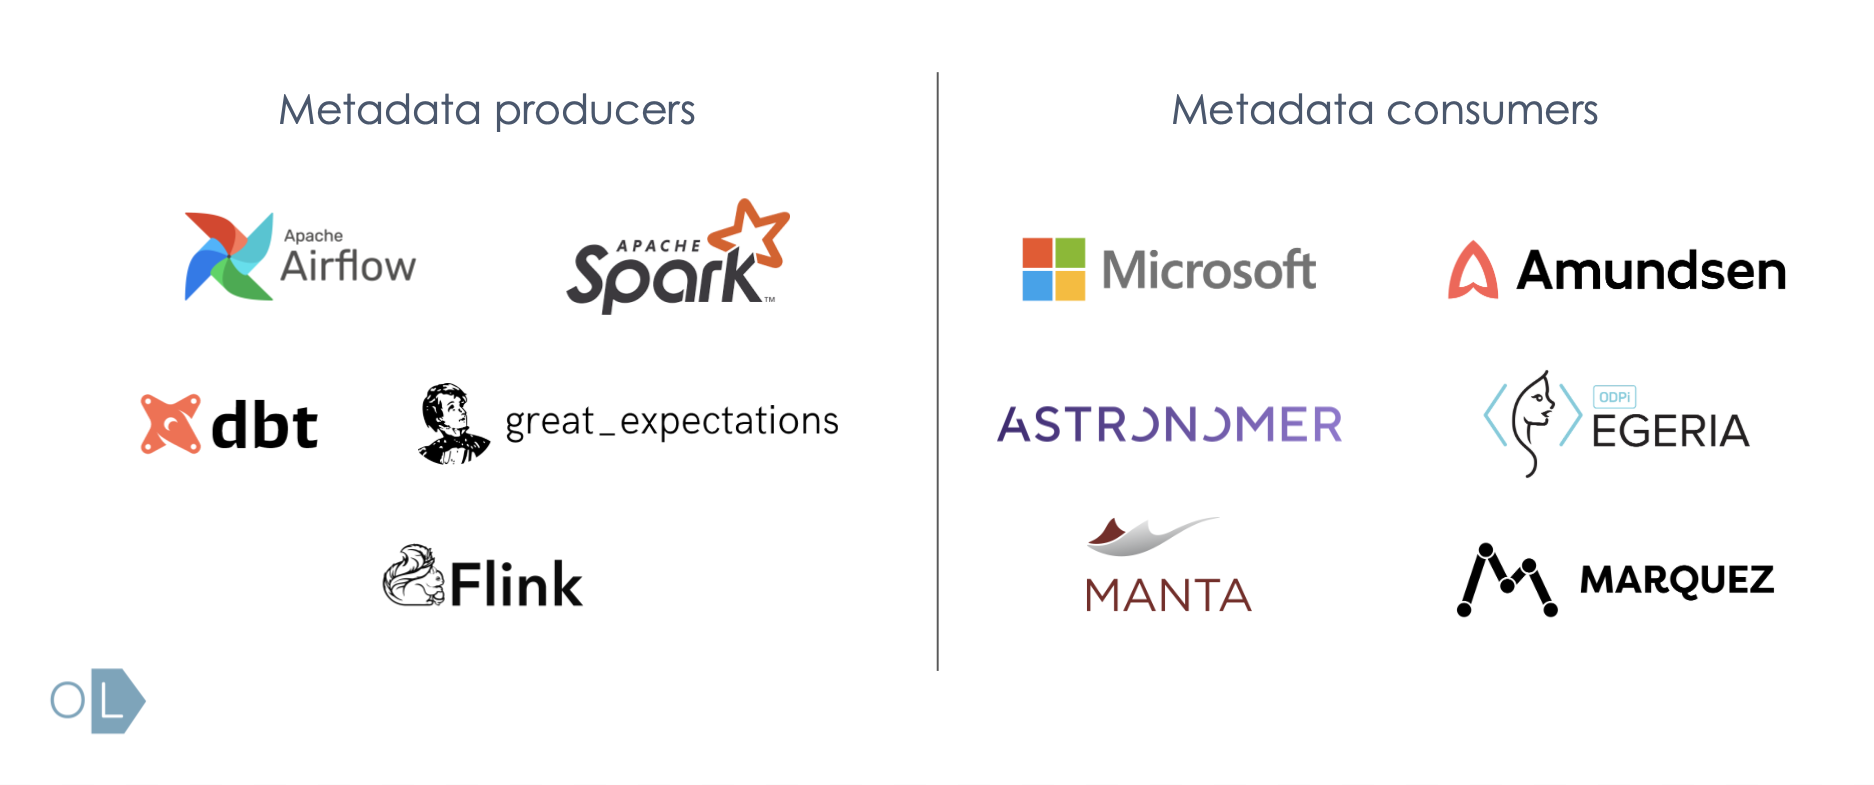 Metadata producers
Metadata consumers
Apache
Airflow
APACHE
Spark™
dbt
great_expectations
Flink
Microsoft
Amundsen
ASTRONOMER
ODPi
EGERIA
MANTA
MARQUEZ
OL